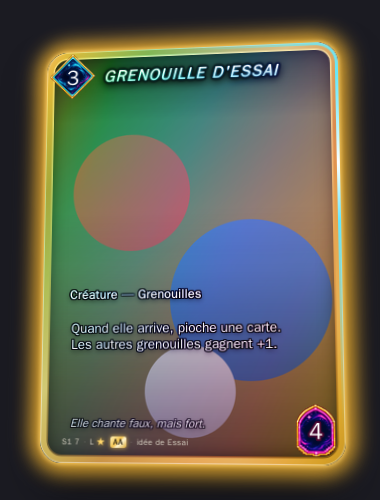 3
GRENOUILLE D'ESSAI
Créature — Grenouilles
Quand elle arrive, pioche une carte.
Les autres grenouilles gagnent +1.
Elle chante faux, mais fort.
S1 7 L ★ AA idée de Essai
4